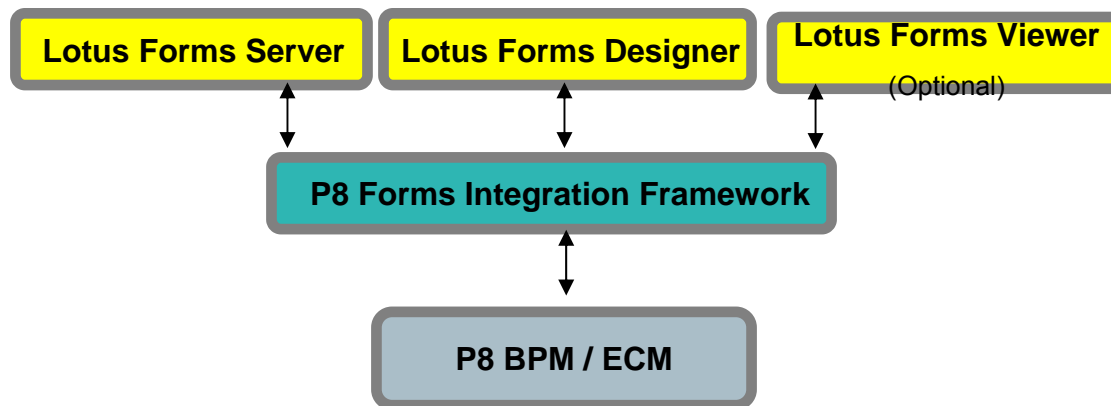 Lotus Forms Server
Lotus Forms Designer
Lotus Forms Viewer
(Optional)
P8 Forms Integration Framework
P8 BPM / ECM